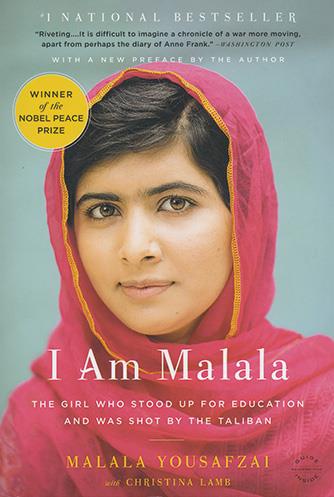 #1 NATIONAL BESTSELLER
"Riveting....It is difficult to imagine a chronicle of a war more moving,
apart from perhaps the diary of Anne Frank." —WASHINGTON POST
WITH A NEW PREFACE BY THE AUTHOR
WINNER
of the
NOBEL PEACE
PRIZE
I Am Malala
THE GIRL WHO STOOD UP FOR EDUCATION
AND WAS SHOT BY THE TALIBAN
MALALA YOUSAFZAI
with CHRISTINA LAMB
GUIDE
INSIDE